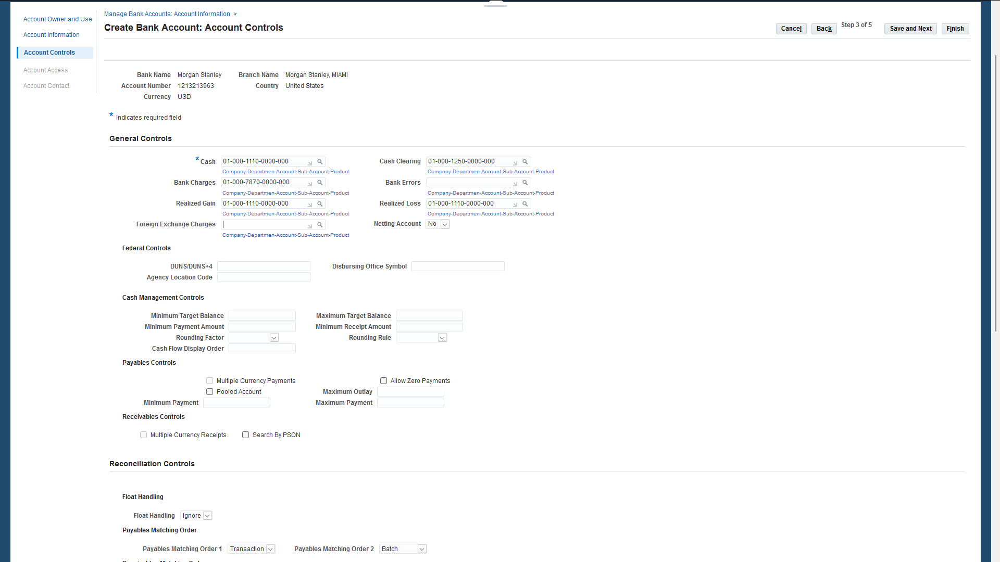 Account Owner and Use
Account Information
Account Controls
Account Access
Account Contact
Manage Bank Accounts: Account Information >
Create Bank Account: Account Controls
Cancel Back Step 3 of 5 Save and Next Finish
Bank Name Morgan Stanley Branch Name Morgan Stanley, MIAMI
Account Number 1213213963 Country United States
Currency USD
* Indicates required field
General Controls
* Cash 01-000-1110-0000-000 Cash Clearing 01-000-1250-0000-000
Company-Departmen-Account-Sub-Account-Product Company-Departmen-Account-Sub-Account-Product
Bank Charges 01-000-7870-0000-000 Bank Errors
Company-Departmen-Account-Sub-Account-Product Company-Departmen-Account-Sub-Account-Product
Realized Gain 01-000-1110-0000-000 Realized Loss 01-000-1110-0000-000
Company-Departmen-Account-Sub-Account-Product Company-Departmen-Account-Sub-Account-Product
Foreign Exchange Charges Netting Account No
Company-Departmen-Account-Sub-Account-Product
Federal Controls
DUNS/DUNS+4 Disbursing Office Symbol
Agency Location Code
Cash Management Controls
Minimum Target Balance Maximum Target Balance
Minimum Payment Amount Minimum Receipt Amount
Rounding Factor Rounding Rule
Cash Flow Display Order
Payables Controls
Multiple Currency Payments Allow Zero Payments
Pooled Account Maximum Outlay
Minimum Payment Maximum Payment
Receivables Controls
Multiple Currency Receipts Search By PSON
Reconciliation Controls
Float Handling
Float Handling Ignore
Payables Matching Order
Payables Matching Order 1 Transaction Payables Matching Order 2 Batch